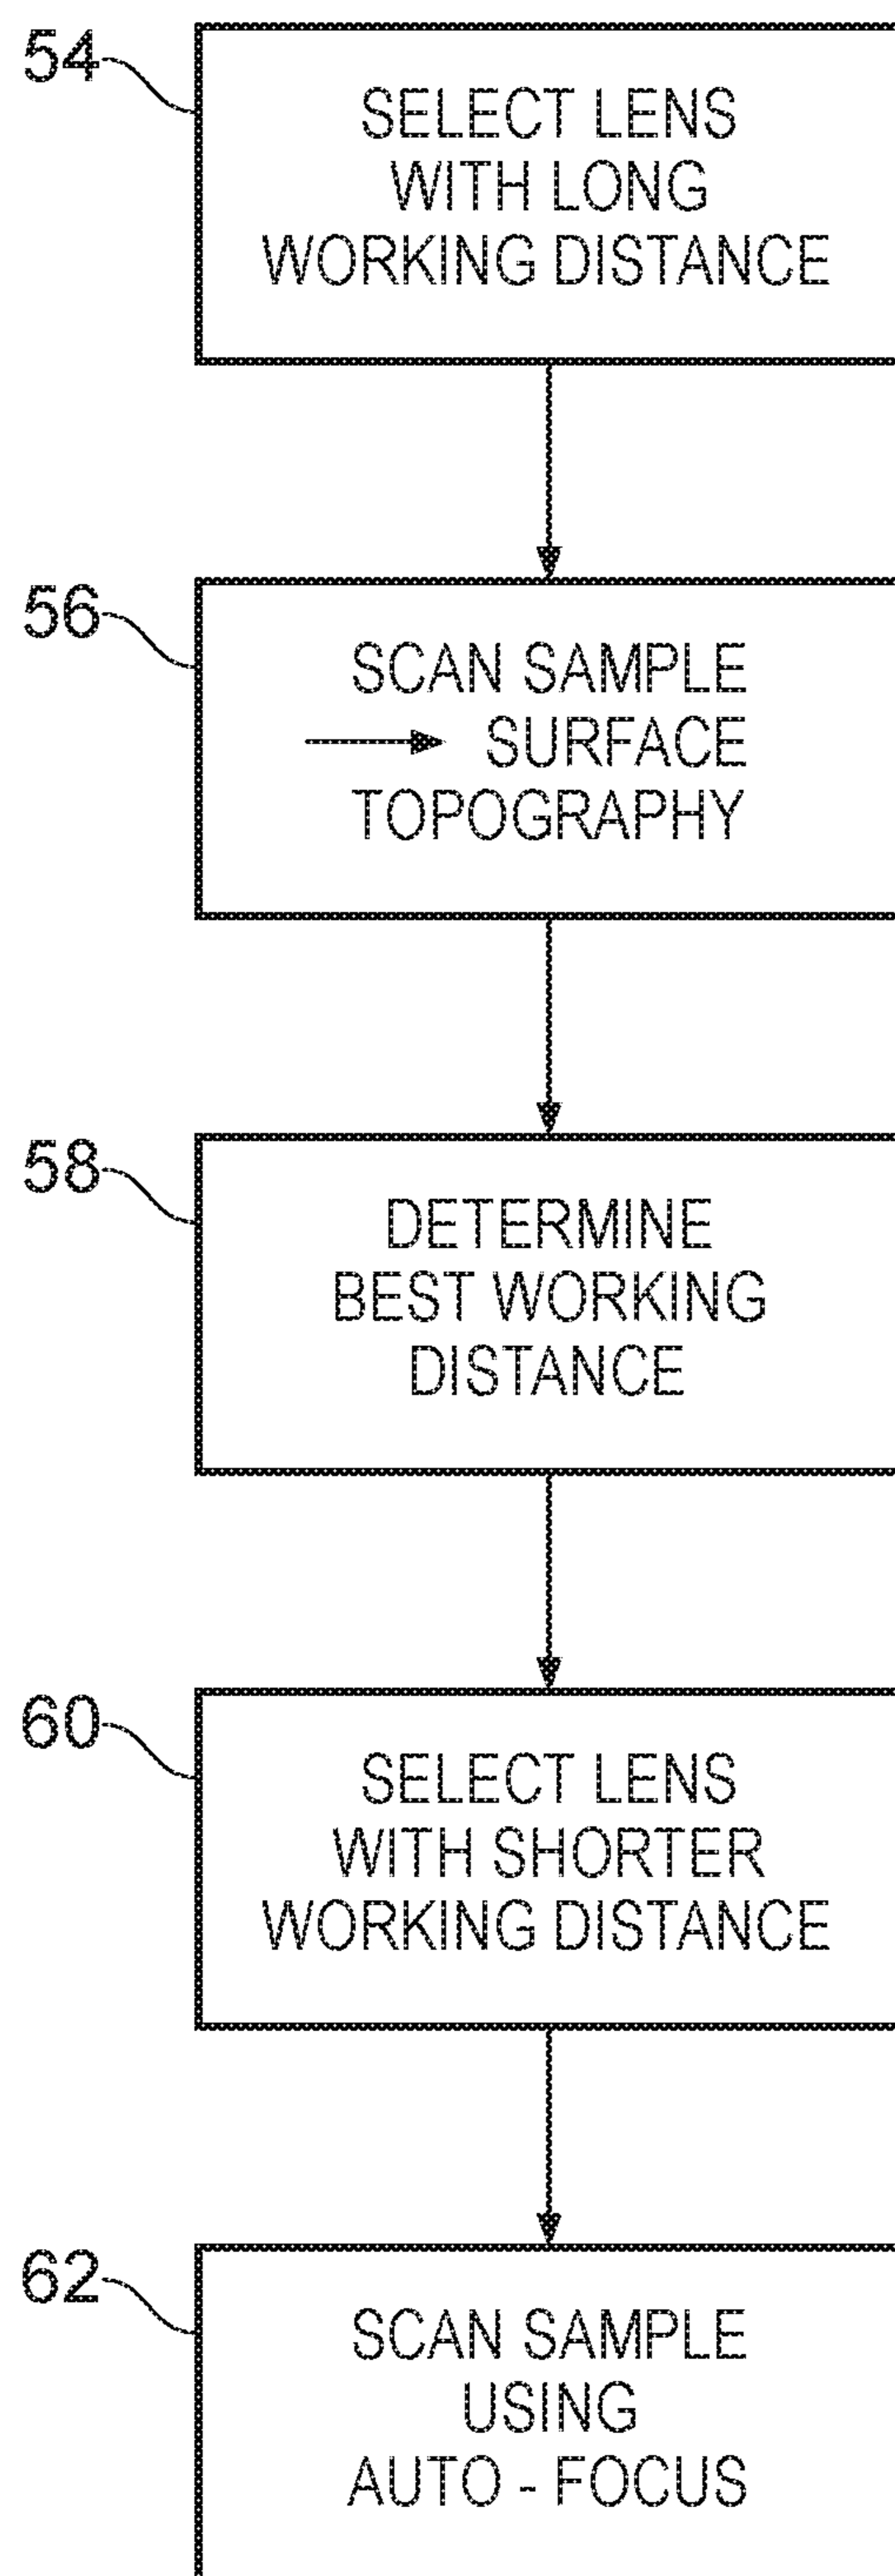 54
SELECT LENS
WITH LONG
WORKING DISTANCE
56
SCAN SAMPLE
→ SURFACE
TOPOGRAPHY
58
DETERMINE
BEST WORKING
DISTANCE
60
SELECT LENS
WITH SHORTER
WORKING DISTANCE
62
SCAN SAMPLE
USING
AUTO - FOCUS